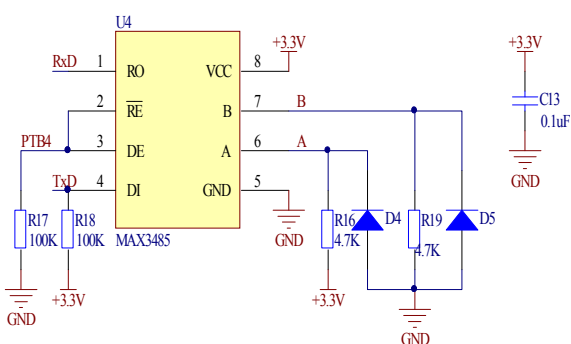 U4
+3.3V
+3.3V
RxD 1 RO VCC 8
2 RE B 7 B
C13
0.1uF
PTB4 3 DE A 6 A
GND
TxD 4 DI GND 5
R17
100K
R18
100K
MAX3485
GND
R16
4.7K
D4
R19
4.7K
D5
GND
+3.3V
+3.3V
GND